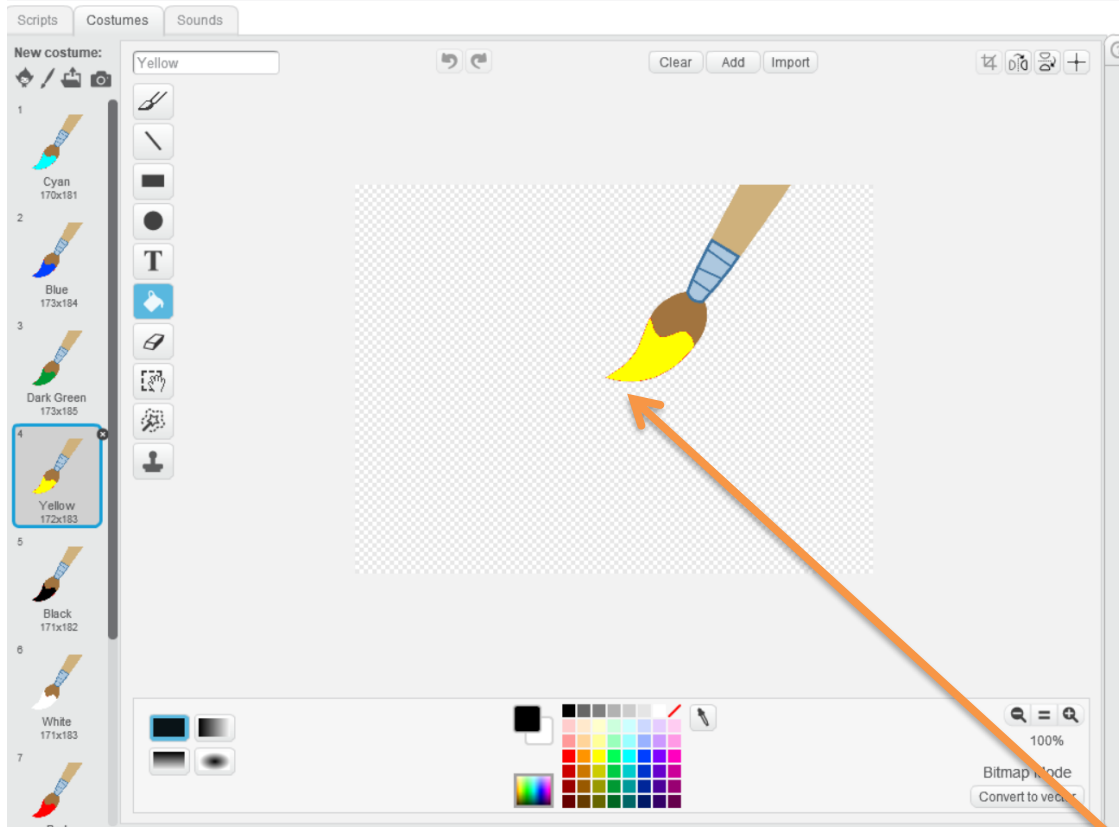 Scripts Costumes Sounds
New costume:
Yellow
Clear Add Import
1
Cyan
170x181
2
Blue
173x184
3
Dark Green
173x185
4
Yellow
172x183
5
Black
171x182
6
White
171x183
7
T
100%
Bitmap Mode
Convert to vector